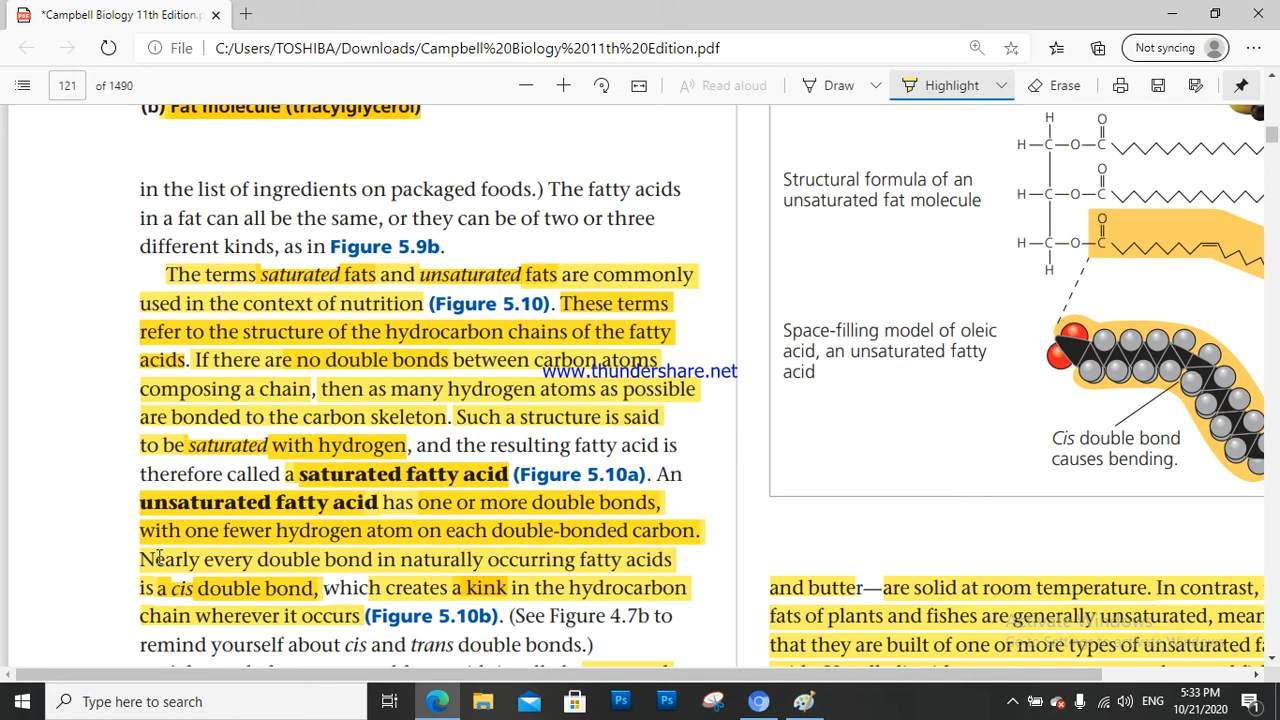 *Campbell Biology 11th Edition.p
File
C:/Users/TOSHIBA/Downloads/Campbell%20Biology%2011th%20Edition.pdf
Not syncing
121 of 1490
Read aloud
Draw
Highlight
Erase
(b) Fat molecule (triacylglycerol)
in the list of ingredients on packaged foods.) The fatty acids
in a fat can all be the same, or they can be of two or three
different kinds, as in Figure 5.9b.
The terms saturated fats and unsaturated fats are commonly
used in the context of nutrition (Figure 5.10). These terms
refer to the structure of the hydrocarbon chains of the fatty
acids. If there are no double bonds between carbon atoms
composing a chain, then as many hydrogen atoms as possible
are bonded to the carbon skeleton. Such a structure is said
to be saturated with hydrogen, and the resulting fatty acid is
therefore called a saturated fatty acid (Figure 5.10a). An
unsaturated fatty acid has one or more double bonds,
with one fewer hydrogen atom on each double-bonded carbon.
Nearly every double bond in naturally occurring fatty acids
is a cis double bond, which creates a kink in the hydrocarbon
chain wherever it occurs (Figure 5.10b). (See Figure 4.7b to
remind yourself about cis and trans double bonds.)
www.thundershare.net
Structural formula of an
unsaturated fat molecule
H O
H—C—O—C
O
H—C—O—C
O
H—C—O—C
H
Space-filling model of oleic
acid, an unsaturated fatty
acid
Cis double bond
causes bending.
and butter—are solid at room temperature. In contrast,
fats of plants and fishes are generally unsaturated, mean
that they are built of one or more types of unsaturated fa
Activate Windows
Go to Settings to activate Windows.
Type here to search
Ps
Ps
ENG
5:33 PM
10/21/2020
1